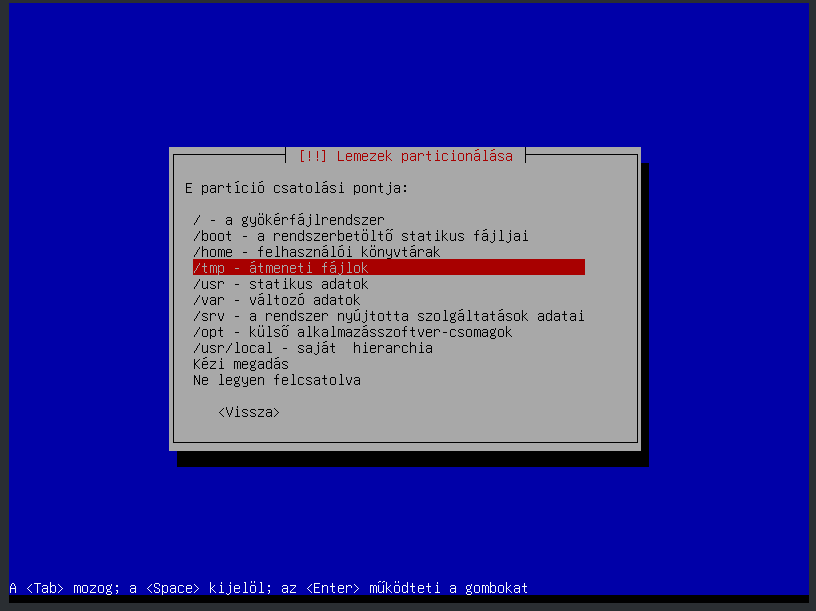 [!!] Lemezek particionálása
E partíció csatolási pontja:
/ - a gyökérfájlrendszer
/boot - a rendszerbetöltő statikus fájljai
/home - felhasználói könyvtárak
/tmp - átmeneti fájlok
/usr - statikus adatok
/var - változó adatok
/srv - a rendszer nyújtotta szolgáltatások adatai
/opt - külső alkalmazásszoftver-csomagok
/usr/local - saját  hierarchia
Kézi megadás
Ne legyen felcsatolva
<Vissza>
A <Tab> mozog; a <Space> kijelöl; az <Enter> működteti a gombokat